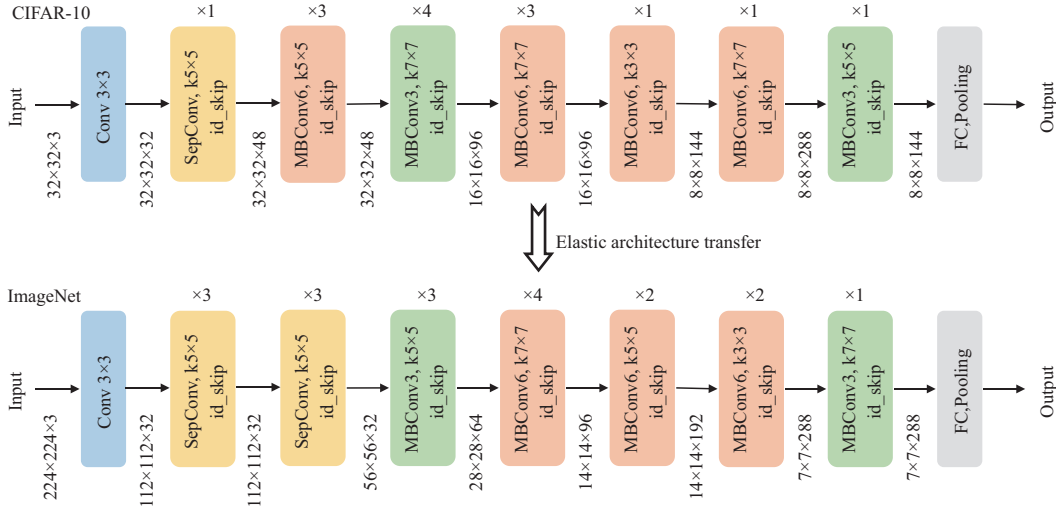 CIFAR-10
×1
×3
×4
×3
×1
×1
×1
Input
Conv 3×3
SepConv, k5×5
id_skip
MBConv6, k5×5
id_skip
MBConv3, k7×7
id_skip
MBConv6, k7×7
id_skip
MBConv6, k3×3
id_skip
MBConv6, k7×7
id_skip
MBConv3, k5×5
id_skip
FC,Pooling
Output
32×32×3
32×32×32
32×32×48
32×32×48
16×16×96
16×16×96
8×8×144
8×8×288
8×8×144
Elastic architecture transfer
ImageNet
×3
×3
×3
×4
×2
×2
×1
Input
Conv 3×3
SepConv, k5×5
id_skip
SepConv, k5×5
id_skip
MBConv3, k5×5
id_skip
MBConv6, k7×7
id_skip
MBConv6, k5×5
id_skip
MBConv6, k3×3
id_skip
MBConv3, k7×7
id_skip
FC,Pooling
Output
224×224×3
112×112×32
112×112×32
56×56×32
28×28×64
14×14×96
14×14×192
7×7×288
7×7×288